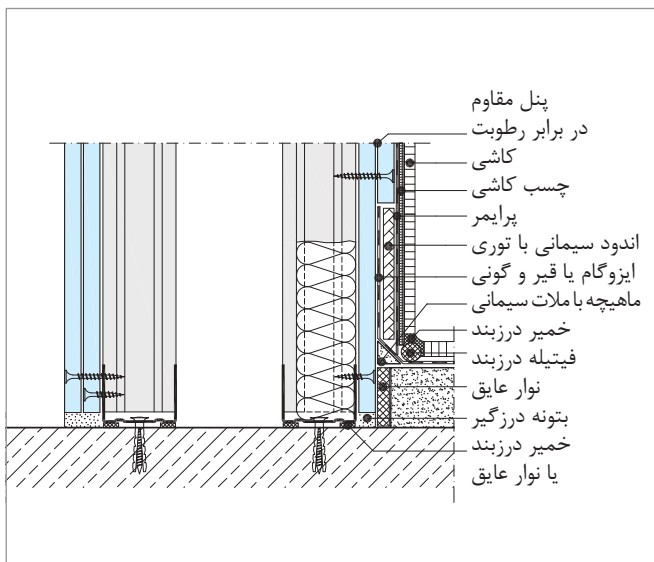 پنل مقاوم
در برابر رطوبت
کاشی
چسب کاشی
پرایمر
اندود سیمانی با توری
ایزوگام یا قیر و گونی
ماهیچه با ملات سیمانی
خمیر درزبند
فیتیله درزبند
نوار عایق
بتونه درزگیر
خمیر درزبند
یا نوار عایق